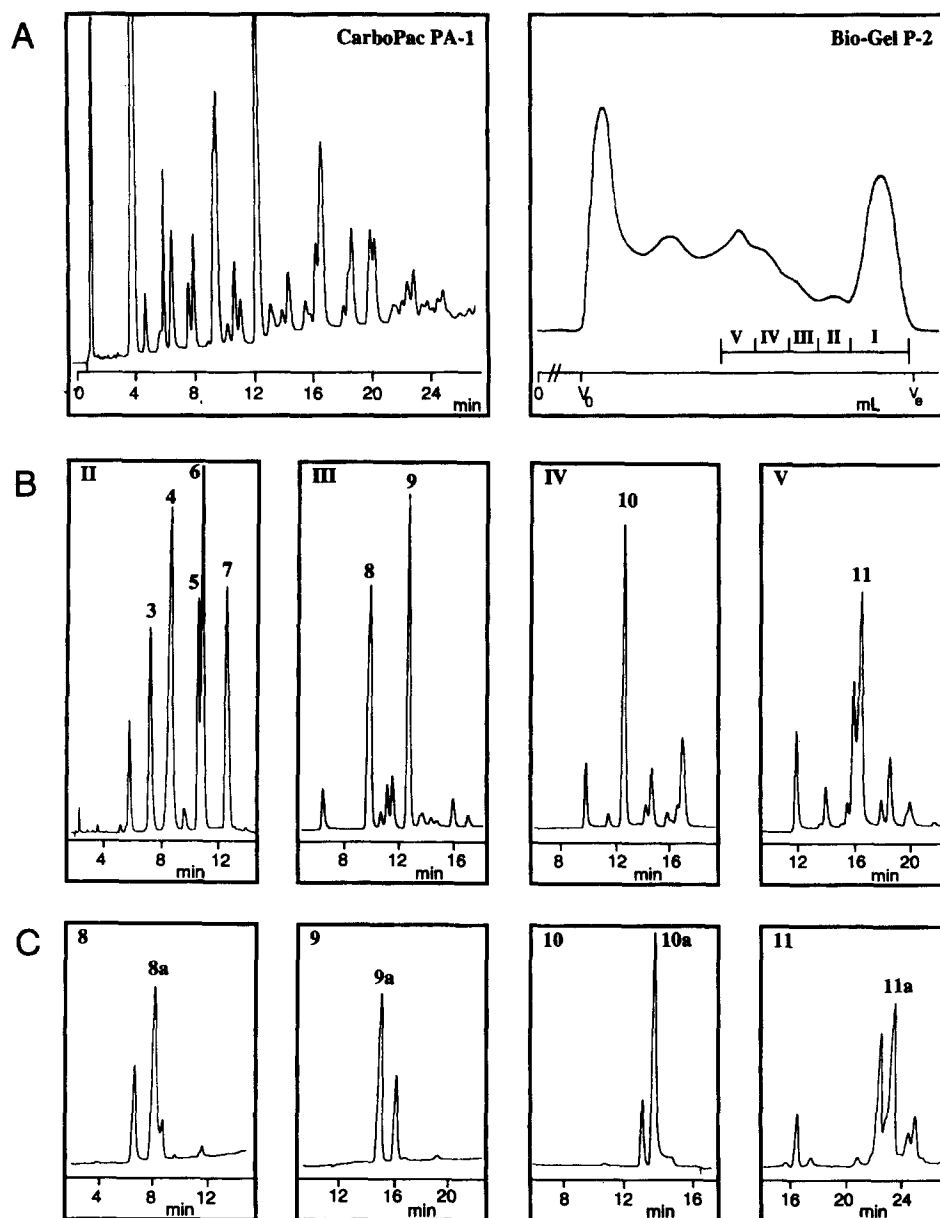 A
CarboPac PA-1
0 4 8 12 16 20 24
min
Bio-Gel P-2
V IV III II I
0 V0 mL Ve
B
II
3 4 5 6 7
4 8 12
min
III
8 9
8 12 16
min
IV
10
8 12 16
min
V
11
12 16 20
min
C
8
8a
4 8 12
min
9
9a
12 16 20
min
10
10a
8 12 16
min
11
11a
16 20 24
min